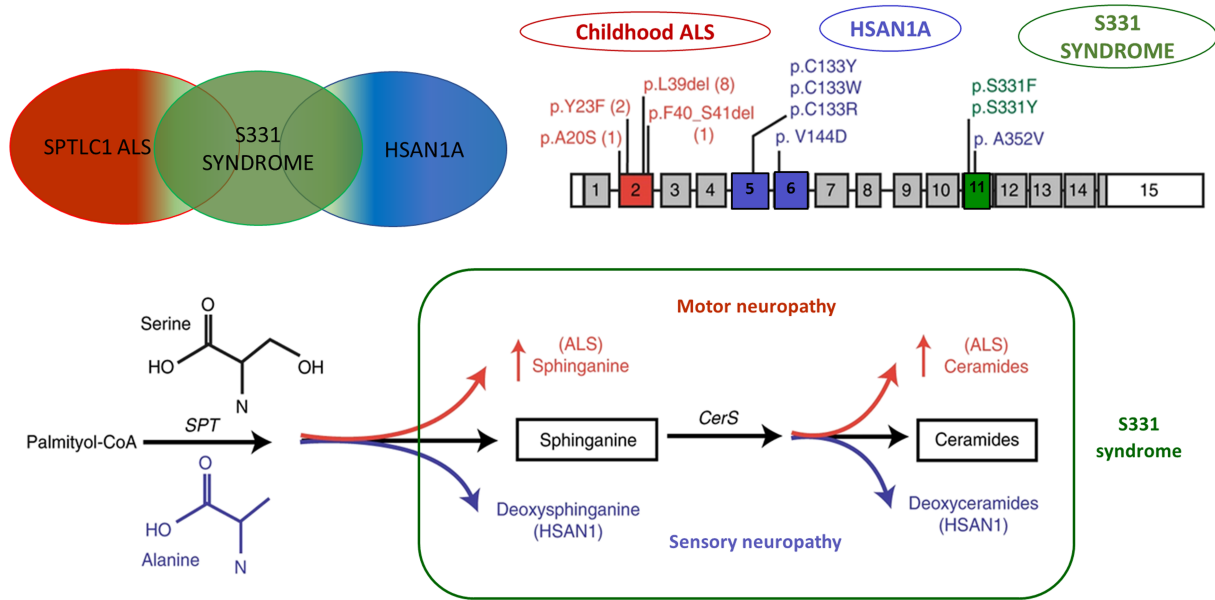 Childhood ALS
HSAN1A
S331
SYNDROME
SPTLC1 ALS
S331
SYNDROME
HSAN1A
p.Y23F (2)
p.A20S (1)
p.L39del (8)
p.F40_S41del
(1)
p.C133Y
p.C133W
p.C133R
p. V144D
p.S331F
p.S331Y
p. A352V
1 2 3 4 5 6 7 8 9 10 11 12 13 14 15
Motor neuropathy
Serine
O
HO
OH
N
(ALS)
Sphinganine
(ALS)
Ceramides
Palmityol-CoA
SPT
Sphinganine
CerS
Ceramides
S331
syndrome
O
HO
N
Alanine
Deoxysphinganine
(HSAN1)
Deoxyceramides
(HSAN1)
Sensory neuropathy